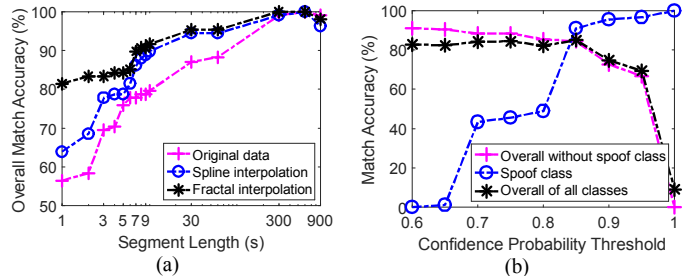 100
90
80
70
60
50
Overall Match Accuracy (%)
Original data
Spline interpolation
Fractal interpolation
1 3 5 7 9 30 300 900
Segment Length (s)
(a)
100
80
60
40
20
0
Match Accuracy (%)
Overall without spoof class
Spoof class
Overall of all classes
0.6 0.7 0.8 0.9 1
Confidence Probability Threshold
(b)